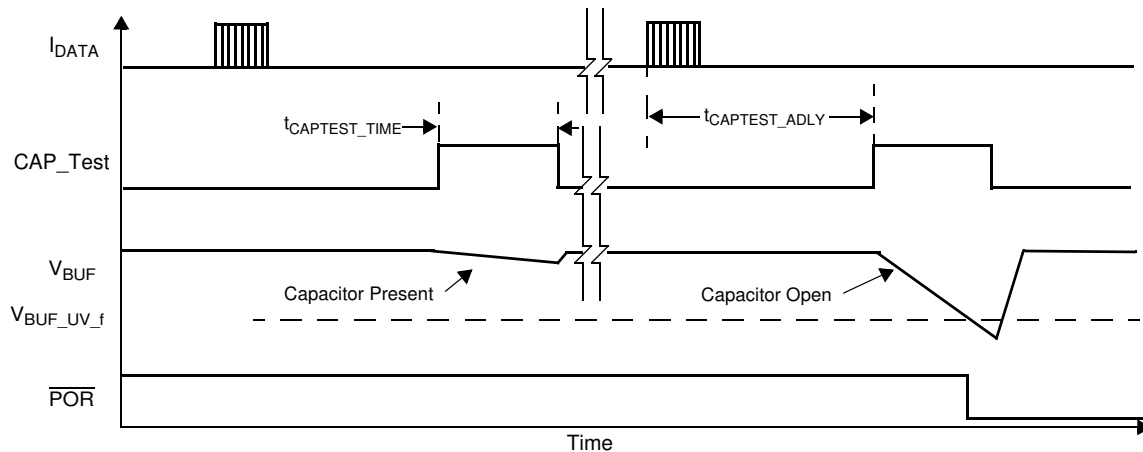 I_DATA
t_CAPTEST_TIME
t_CAPTEST_ADLY
CAP_Test
V_BUF
Capacitor Present
Capacitor Open
V_BUF_UV_f
POR
Time